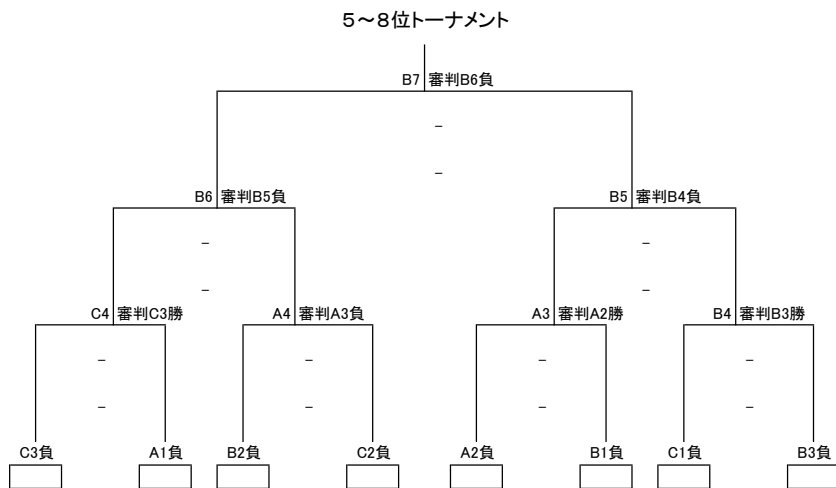 ５～８位トーナメント
B7 審判B6負
－
－
B6 審判B5負 B5 審判B4負
－ －
－ －
C4 審判C3勝 A4 審判A3負 A3 審判A2勝 B4 審判B3勝
－ － － －
－ － － －
C3負 A1負 B2負 C2負 A2負 B1負 C1負 B3負